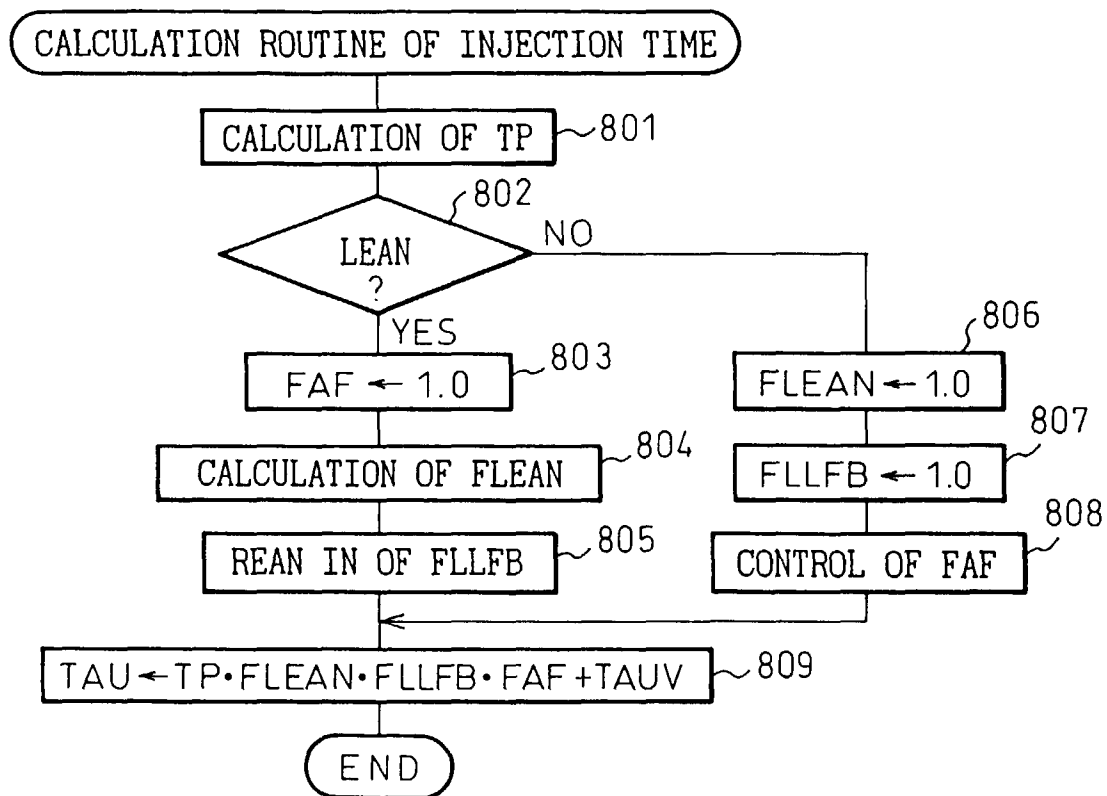 CALCULATION ROUTINE OF INJECTION TIME
CALCULATION OF TP
801
802
LEAN
?
NO
YES
FAF ← 1.0
803
CALCULATION OF FLEAN
804
REAN IN OF FLLFB
805
FLEAN ← 1.0
806
FLLFB ← 1.0
807
CONTROL OF FAF
808
TAU ← TP・FLEAN・FLLFB・FAF + TAUV
809
END